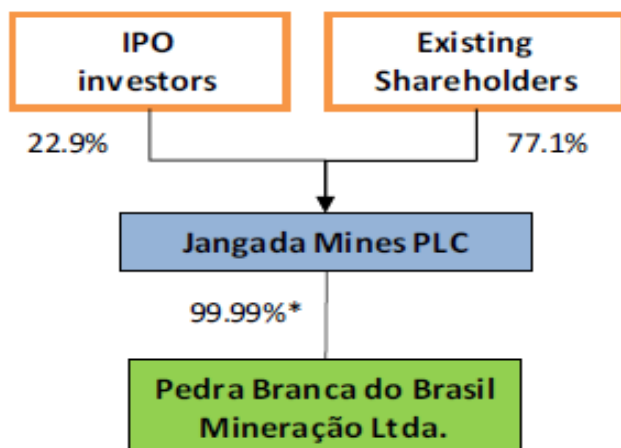 IPO
investors
Existing
Shareholders
22.9%
77.1%
Jangada Mines PLC
99.99%*
Pedra Branca do Brasil
Mineração Ltda.